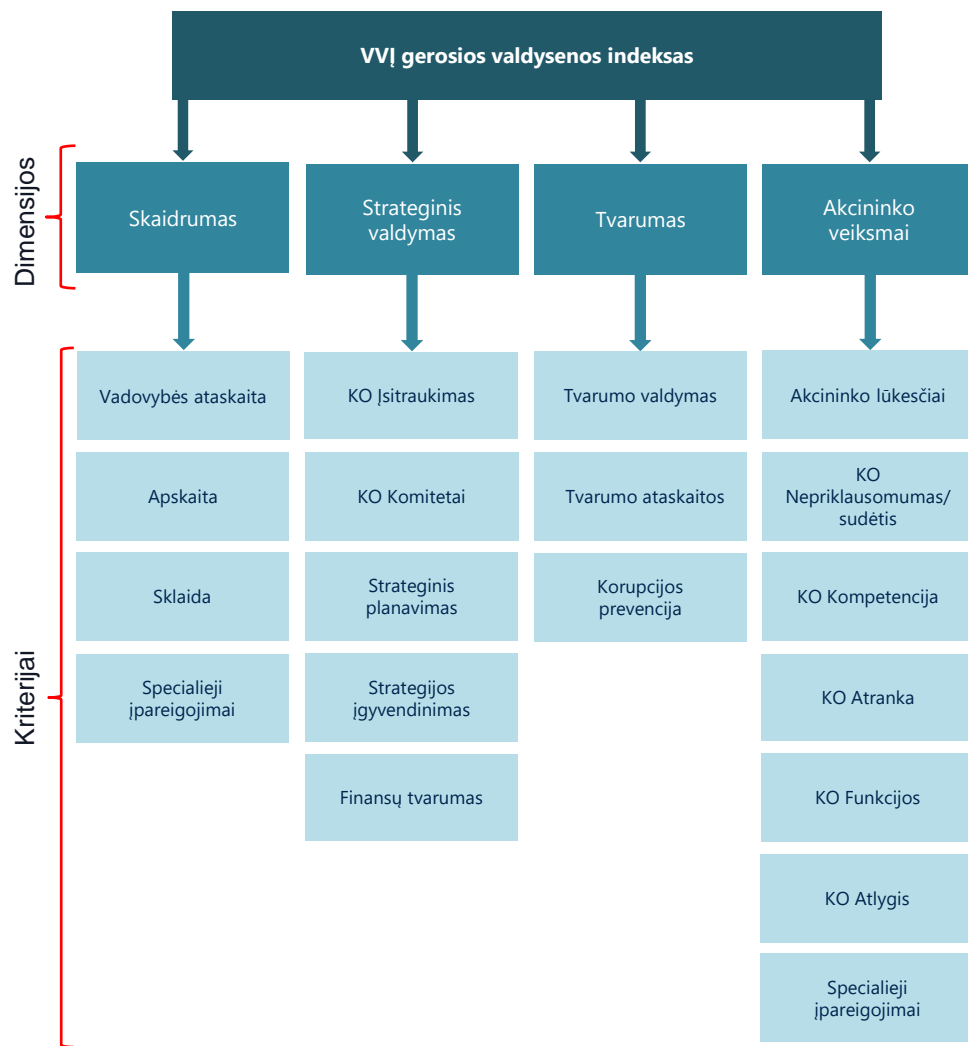 VVĮ gerosios valdysenos indeksas
Dimensijos
Skaidrumas
Strateginis
valdymas
Tvarumas
Akcininko
veiksmai
Kriterijai
Vadovybės ataskaita
Apskaita
Sklaida
Specialieji
įpareigojimai
KO Įsitraukimas
KO Komitetai
Strateginis
planavimas
Strategijos
įgyvendinimas
Finansų tvarumas
Tvarumo valdymas
Tvarumo ataskaitos
Korupcijos
prevencija
Akcininko lūkesčiai
KO
Nepriklausomumas/
sudėtis
KO Kompetencija
KO Atranka
KO Funkcijos
KO Atlygis
Specialieji
įpareigojimai